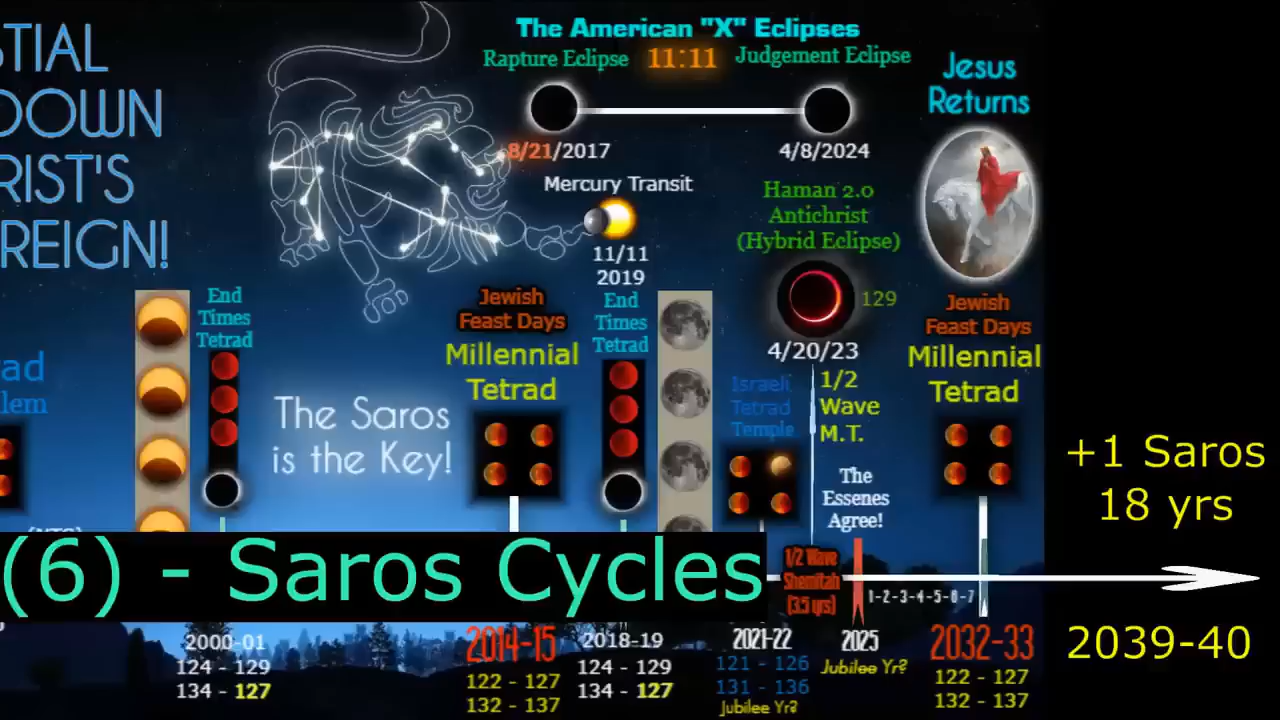 The American "X" Eclipses
Rapture Eclipse 11:11 Judgement Eclipse
8/21/2017
4/8/2024
Jesus
Returns
STIAL
DOWN
RIST'S
REIGN!
Mercury Transit
11/11
2019
Haman 2.0
Antichrist
(Hybrid Eclipse)
129
4/20/23
End
Times
Tetrad
Jewish
Feast Days
Millennial
Tetrad
End
Times
Tetrad
Israeli
Tetrad
Temple
1/2
Wave
M.T.
Jewish
Feast Days
Millennial
Tetrad
ad
lem
The Saros
is the Key!
The
Essenes
Agree!
+1 Saros
18 yrs
(6) - Saros Cycles
1/2 Wave
Shemitah
(3.5 yrs)
1-2-3-4-5-6-7
2000-01
124 - 129
134 - 127
2014-15
122 - 127
132 - 137
2018-19
124 - 129
134 - 127
2021-22
121 - 126
131 - 136
Jubilee Yr?
2025
Jubilee Yr?
2032-33
122 - 127
132 - 137
2039-40